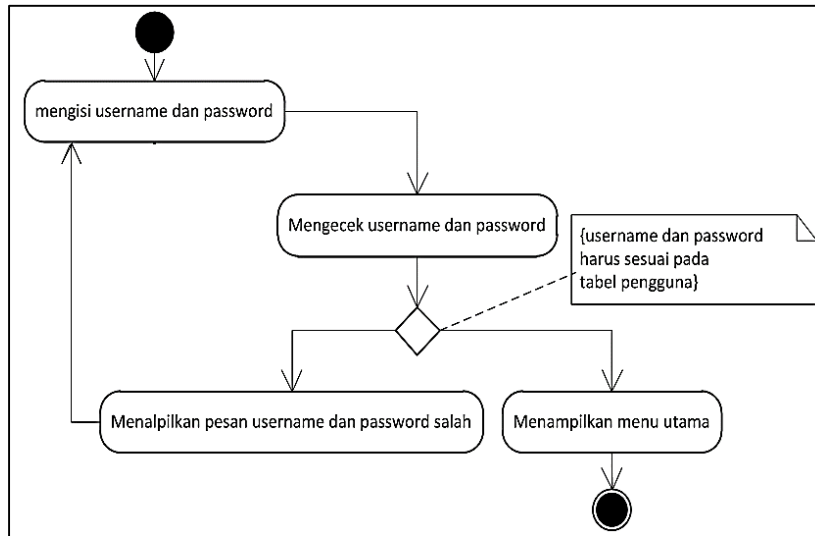 mengisi username dan password
Mengecek username dan password
{username dan password
harus sesuai pada
tabel pengguna}
Menalpilkan pesan username dan password salah
Menampilkan menu utama